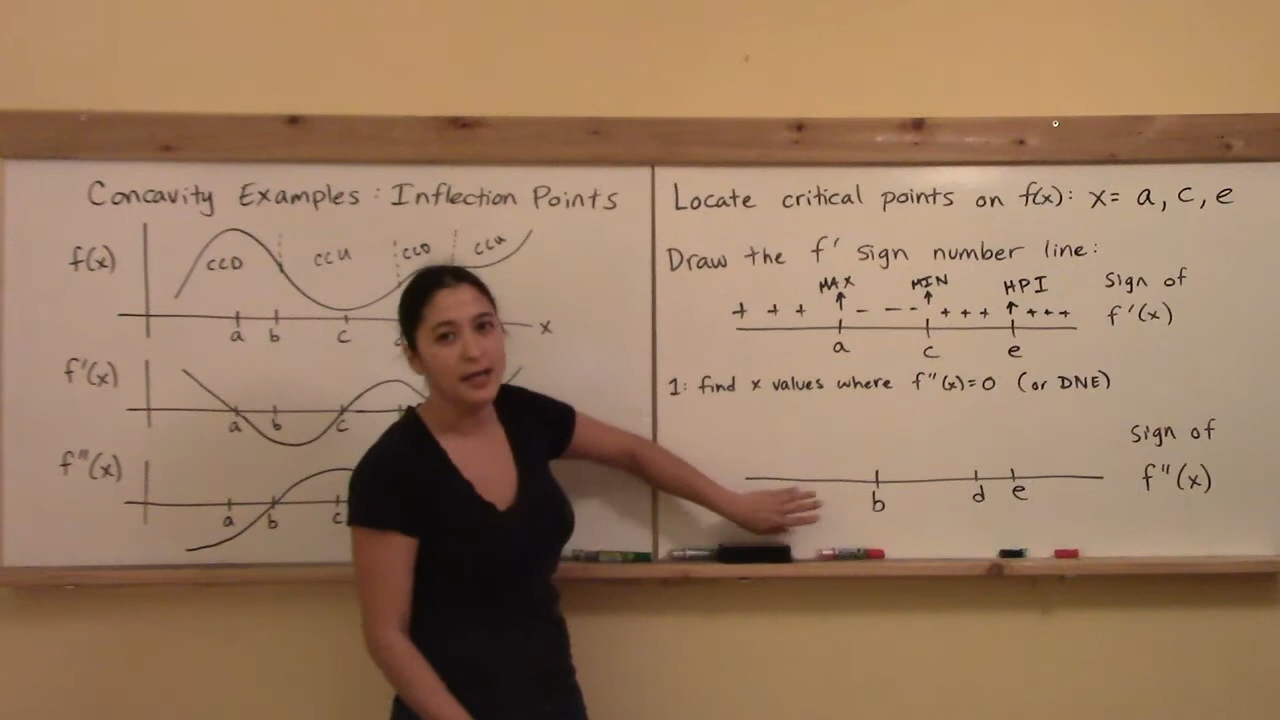 Concavity Examples: Inflection Points
f(x)
CCD CCU CCD CCU
a b c d x
f'(x)
a b c
f"(x)
a b c
Locate critical points on f(x): x= a, c, e
Draw the f' sign number line:
MAX MIN HPI sign of
+ + + - - - - + + + + + + f'(x)
a c e
1: find x values where f"(x)=0 (or DNE)
sign of
f"(x)
b d e